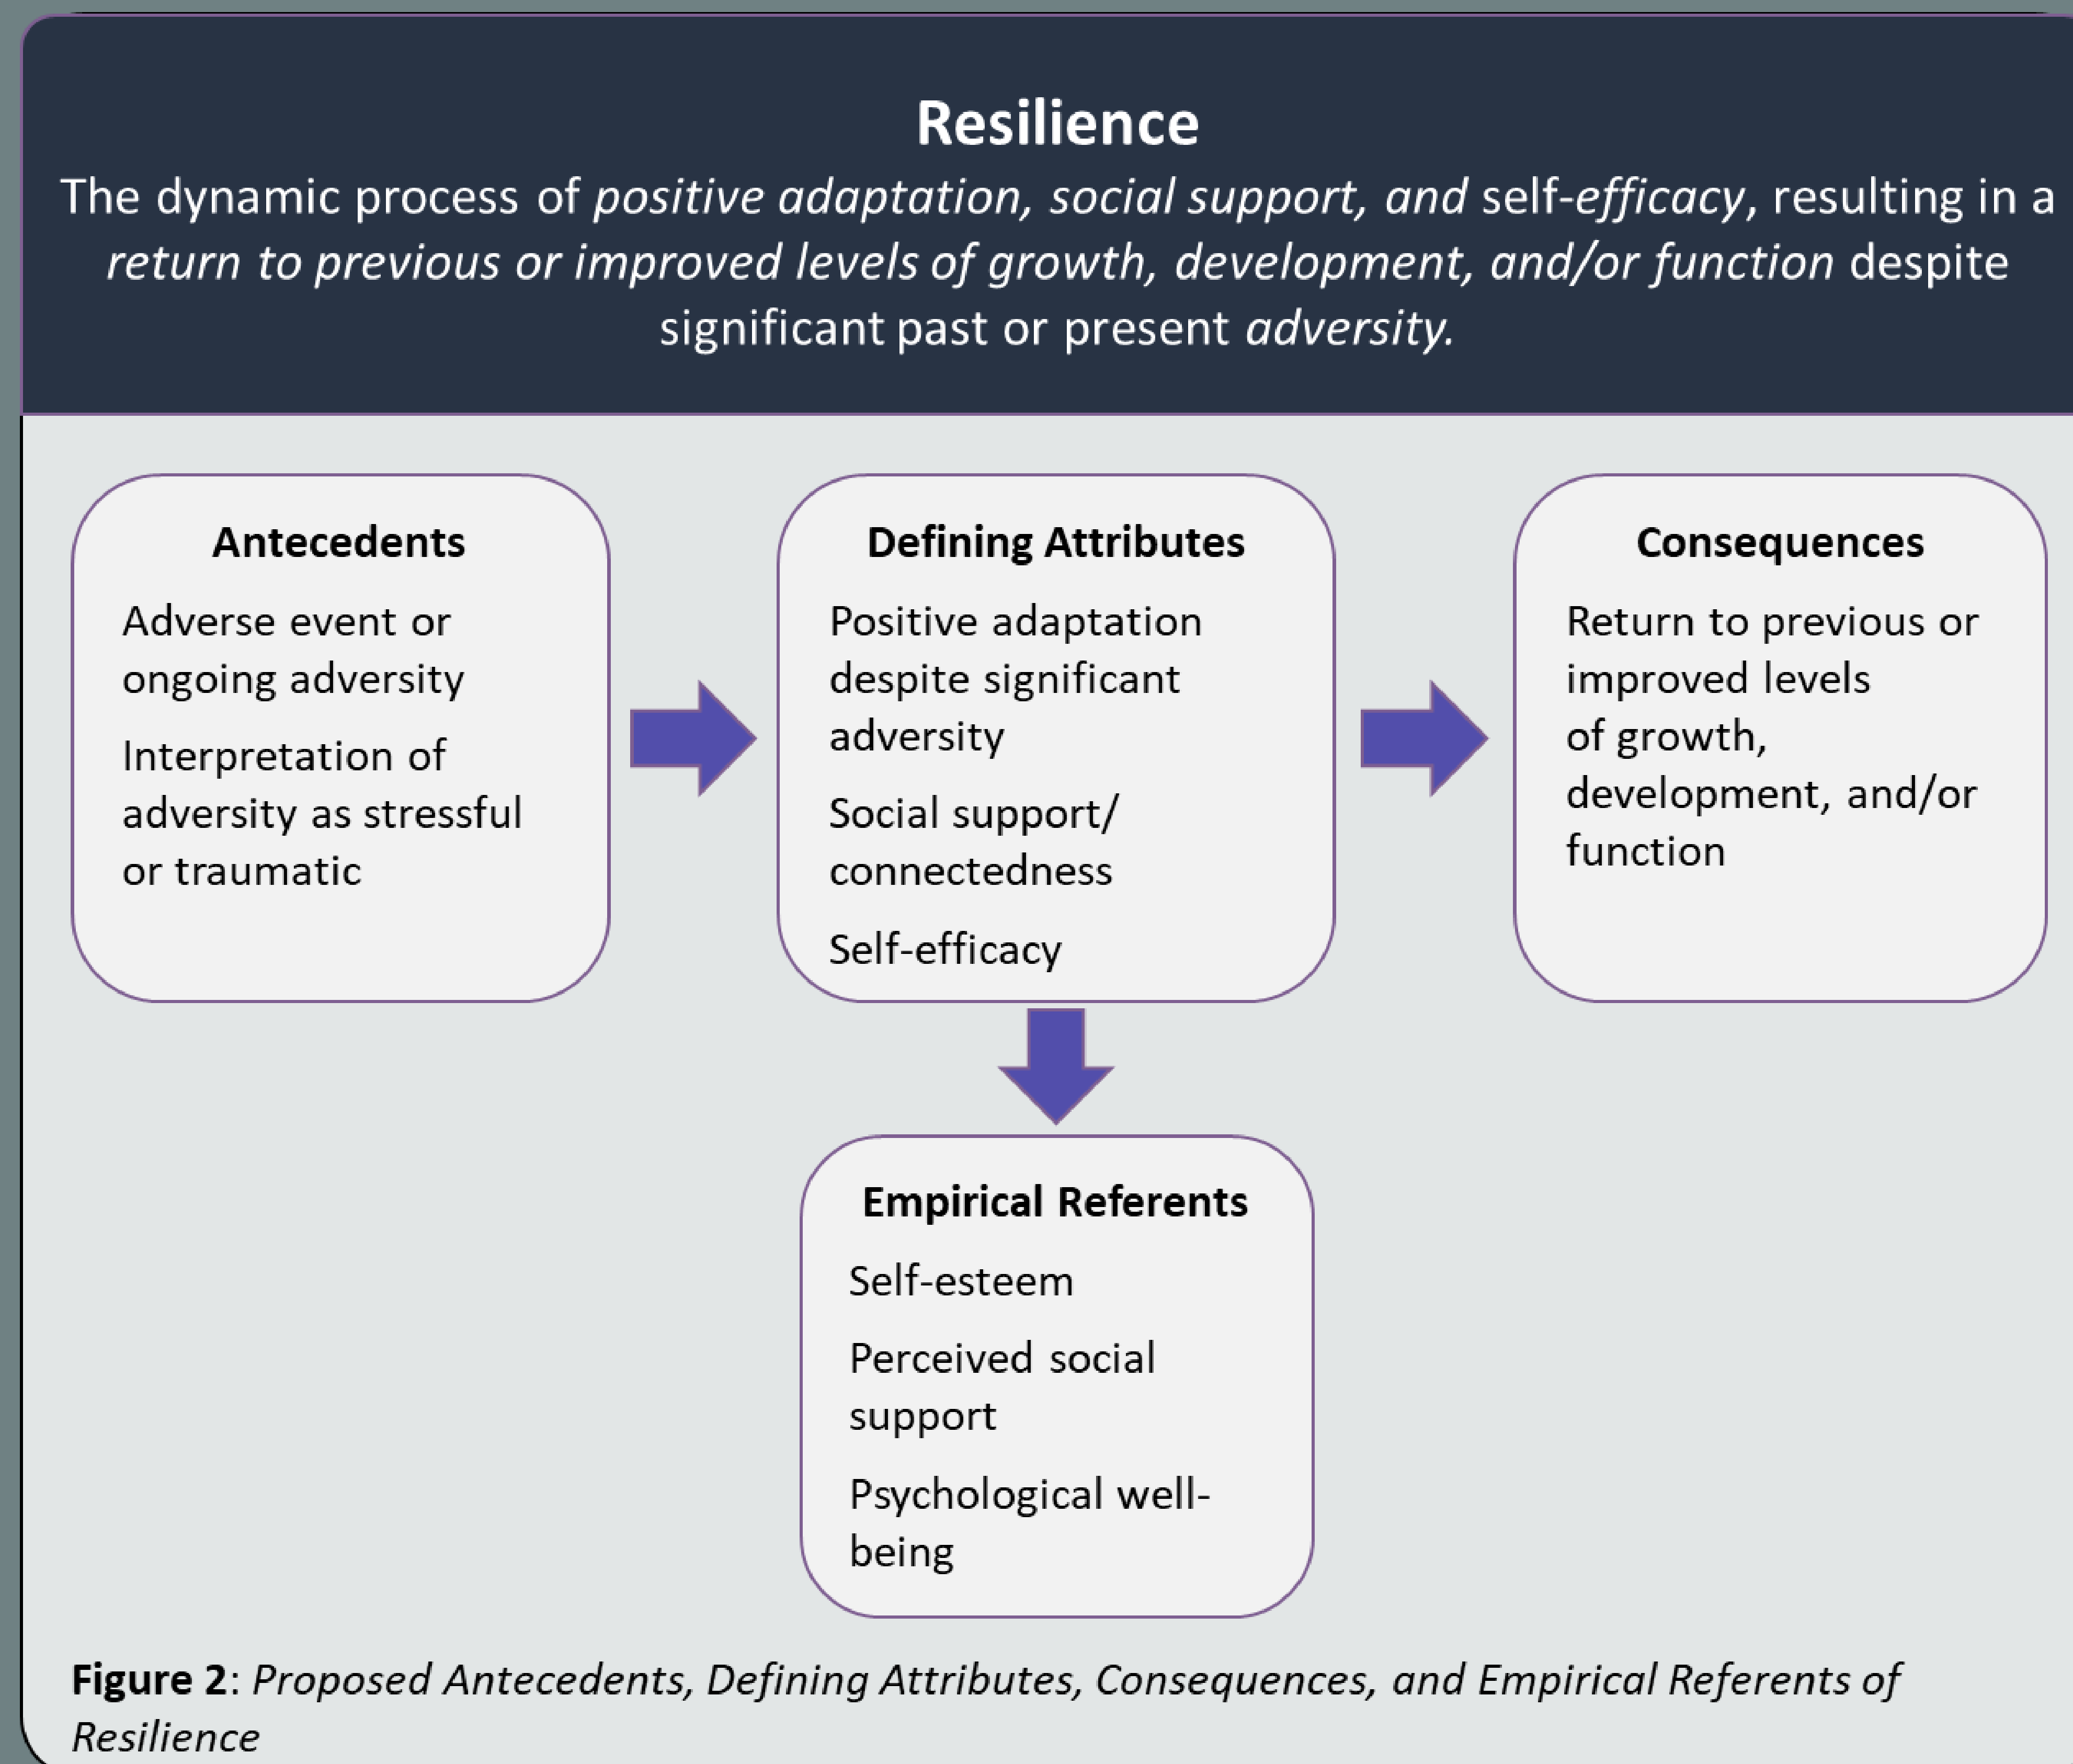 Resilience
The dynamic process of positive adaptation, social support, and self-efficacy, resulting in a
return to previous or improved levels of growth, development, and/or function despite
significant past or present adversity.
Antecedents
Adverse event or
ongoing adversity
Interpretation of
adversity as stressful
or traumatic
Defining Attributes
Positive adaptation
despite significant
adversity
Social support/
connectedness
Self-efficacy
Consequences
Return to previous or
improved levels
of growth,
development, and/or
function
Empirical Referents
Self-esteem
Perceived social
support
Psychological well-
being
Figure 2: Proposed Antecedents, Defining Attributes, Consequences, and Empirical Referents of
Resilience